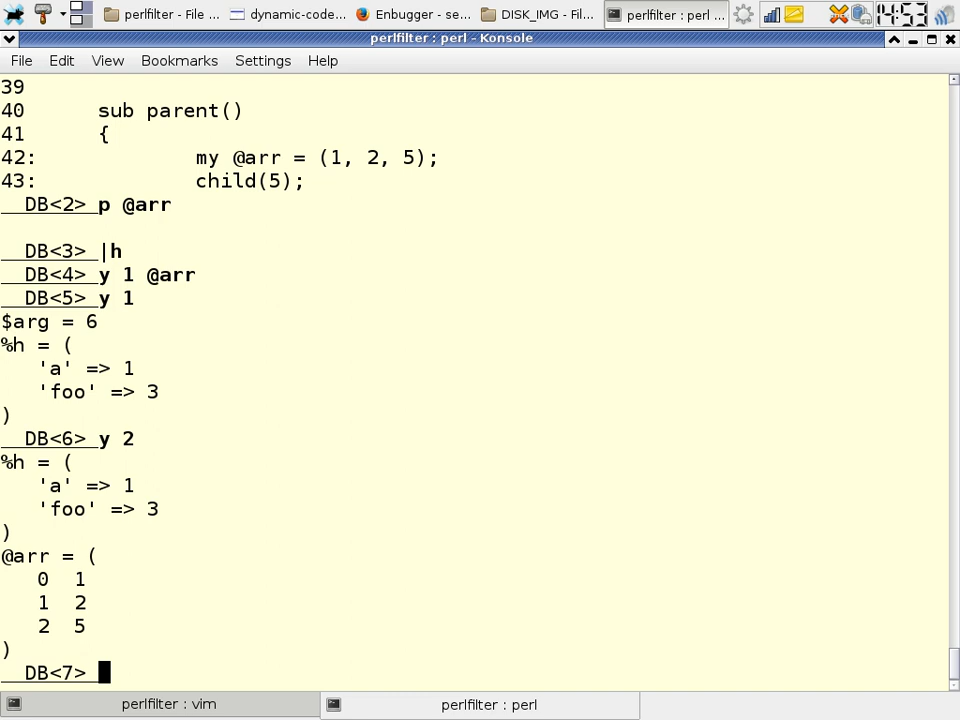 perlfilter - File ... dynamic-code... Enbugger - se... DISK_IMG - Fil... perlfilter : perl ... 14:53
perlfilter : perl - Konsole
File Edit View Bookmarks Settings Help
39
40 sub parent()
41 {
42: my @arr = (1, 2, 5);
43: child(5);
DB<2> p @arr
DB<3> |h
DB<4> y 1 @arr
DB<5> y 1
$arg = 6
%h = (
'a' => 1
'foo' => 3
)
DB<6> y 2
%h = (
'a' => 1
'foo' => 3
)
@arr = (
0 1
1 2
2 5
)
DB<7>
perlfilter : vim perlfilter : perl